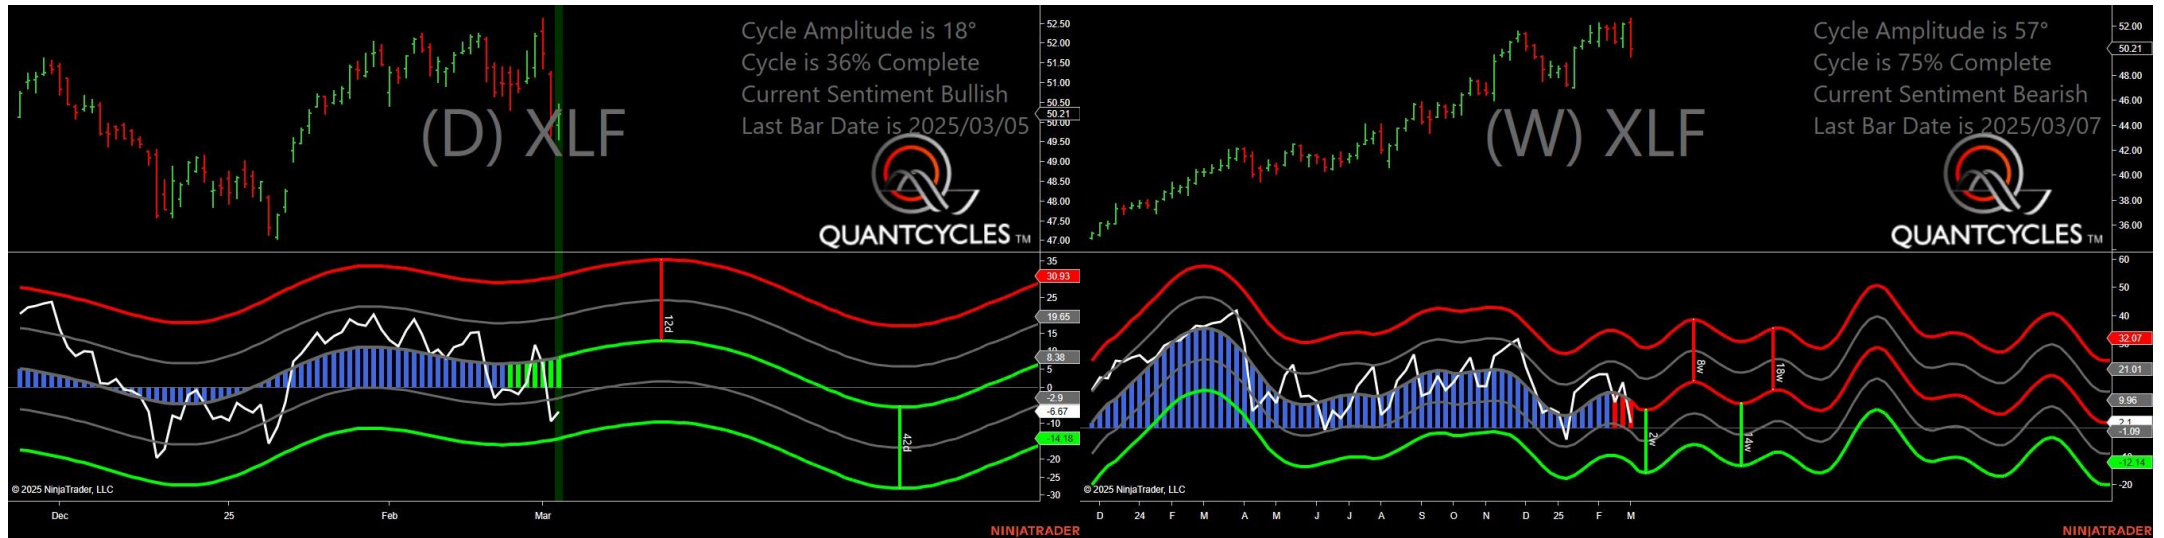 Cycle Amplitude is 18°
Cycle is 36% Complete
Current Sentiment Bullish
Last Bar Date is 2025/03/05
(D) XLF
QUANTCYCLES TM
52.50
52.00
51.50
51.00
50.50
50.21
50.00
49.50
49.00
48.50
48.00
47.50
47.00
35
30.93
25
19.65
15
8.38
5
0
-2.9
-6.67
-10
-14.18
-20
-25
-30
12d
42d
© 2025 NinjaTrader, LLC
Dec
25
Feb
Mar
NINJATRADER
Cycle Amplitude is 57°
Cycle is 75% Complete
Current Sentiment Bearish
Last Bar Date is 2025/03/07
(W) XLF
QUANTCYCLES TM
52.00
50.21
48.00
46.00
44.00
42.00
40.00
38.00
36.00
60
50
40
32.07
21.01
9.96
2.1
-1.09
-12.14
-20
8w
18w
2w
14w
© 2025 NinjaTrader, LLC
D
24
F
M
A
M
J
J
A
S
O
N
D
25
F
M
NINJATRADER